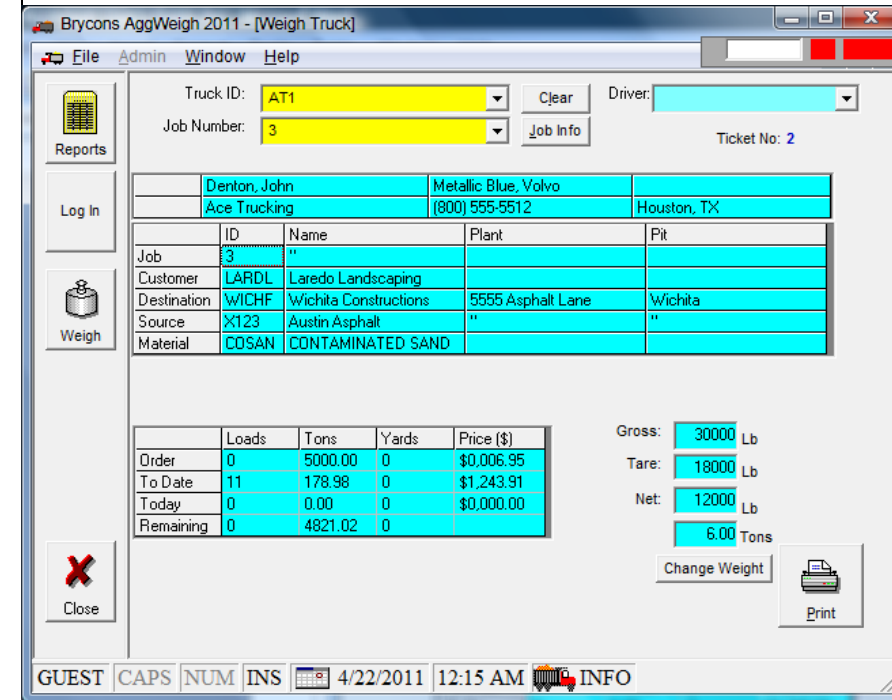 Brycons AggWeigh 2011 - [Weigh Truck]
File Admin Window Help
Truck ID: AT1 Clear Driver:
Job Number: 3 Job Info Ticket No: 2
Reports
Log In
Weigh
Close
Denton, John Metallic Blue, Volvo
Ace Trucking (800) 555-5512 Houston, TX
ID Name Plant Pit
Job 3 "
Customer LARDL Laredo Landscaping
Destination WICHF Wichita Constructions 5555 Asphalt Lane Wichita
Source X123 Austin Asphalt " "
Material COSAN CONTAMINATED SAND
Loads Tons Yards Price ($)
Order 0 5000.00 0 $0,006.95
To Date 11 178.98 0 $1,243.91
Today 0 0.00 0 $0,000.00
Remaining 0 4821.02 0
Gross: 30000 Lb
Tare: 18000 Lb
Net: 12000 Lb
6.00 Tons
Change Weight
Print
GUEST CAPS NUM INS 4/22/2011 12:15 AM INFO